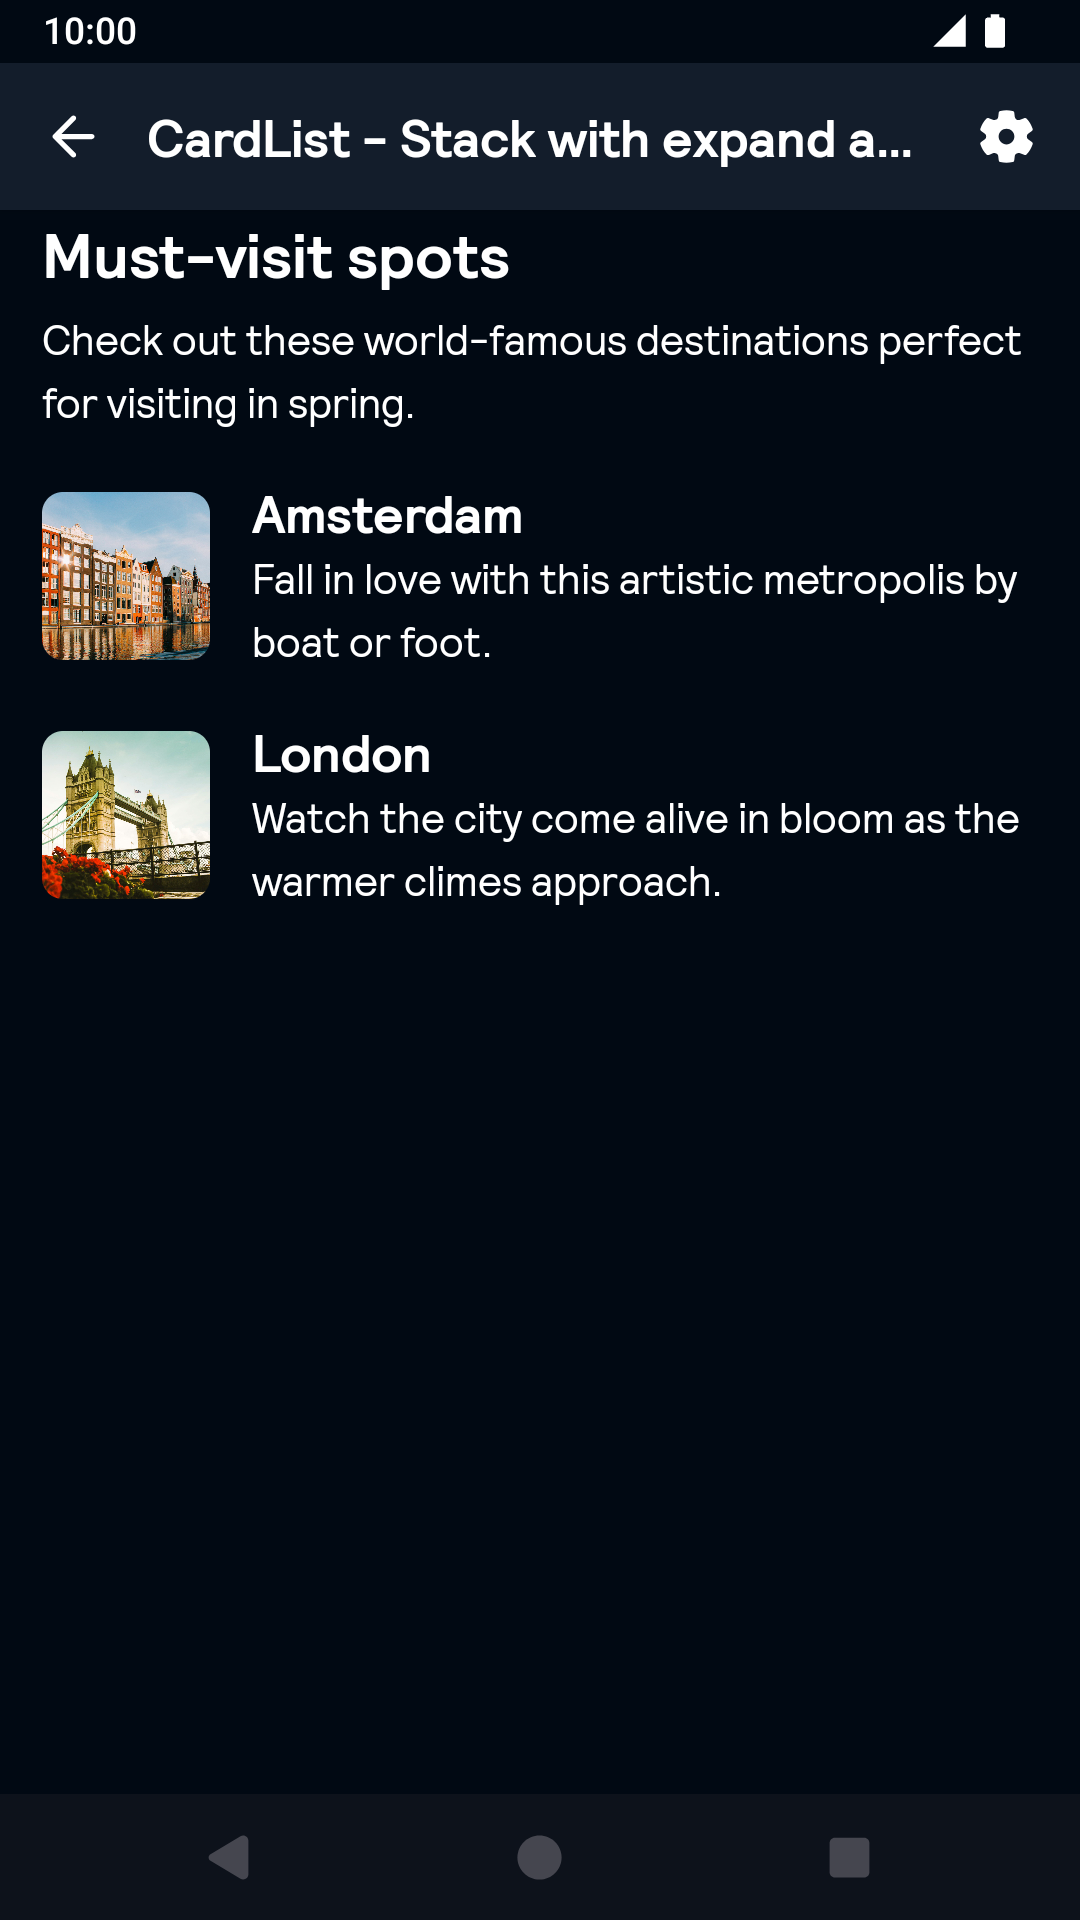 10:00
CardList - Stack with expand a...
Must-visit spots
Check out these world-famous destinations perfect
for visiting in spring.
Amsterdam
Fall in love with this artistic metropolis by
boat or foot.
London
Watch the city come alive in bloom as the
warmer climes approach.